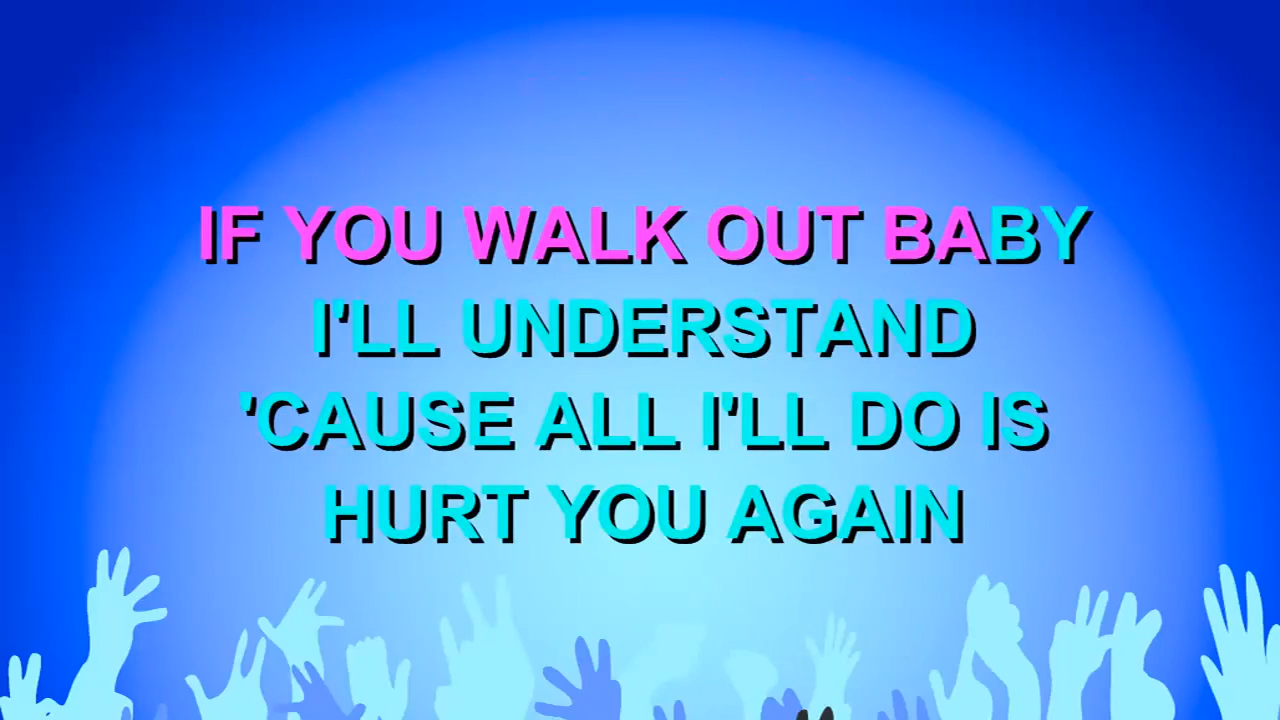 IF YOU WALK OUT BABY
I'LL UNDERSTAND
'CAUSE ALL I'LL DO IS
HURT YOU AGAIN